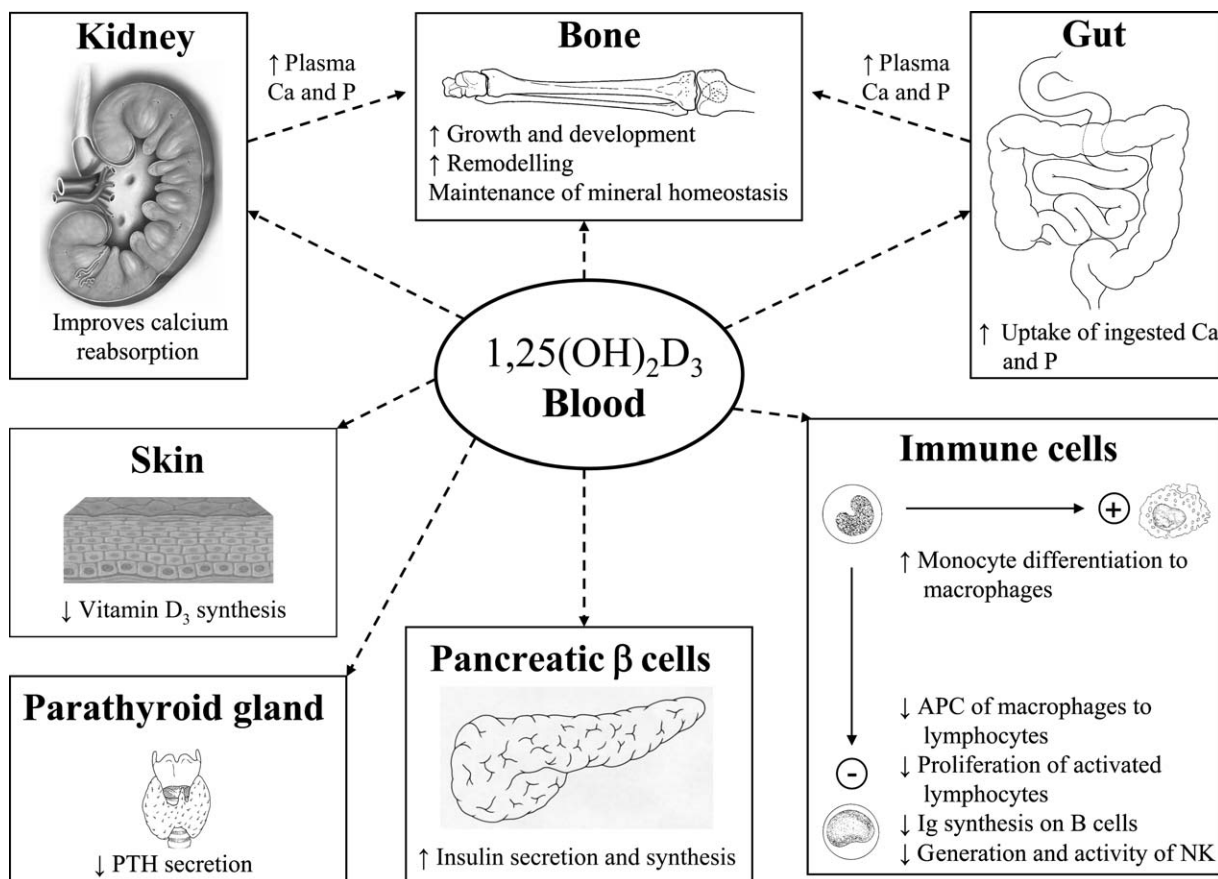 Kidney
Improves calcium
reabsorption
↑ Plasma
Ca and P
Bone
↑ Growth and development
↑ Remodelling
Maintenance of mineral homeostasis
↑ Plasma
Ca and P
Gut
↑ Uptake of ingested Ca
and P
1,25(OH)₂D₃
Blood
Skin
↓ Vitamin D₃ synthesis
Parathyroid gland
↓ PTH secretion
Pancreatic β cells
↑ Insulin secretion and synthesis
Immune cells
+
↑ Monocyte differentiation to
macrophages
-
↓ APC of macrophages to
lymphocytes
↓ Proliferation of activated
lymphocytes
↓ Ig synthesis on B cells
↓ Generation and activity of NK